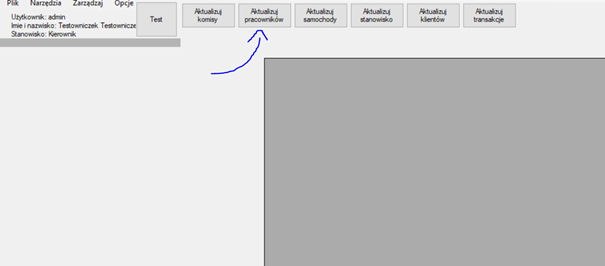 Plik Narzędzia Zarządzaj Opcje
Użytkownik: admin
Imie i nazwisko: Testowniczek Testownicze
Stanowisko: Kierownik
Test
Aktualizuj
komisy
Aktualizuj
pracowników
Aktualizuj
samochody
Aktualizuj
stanowisko
Aktualizuj
klientów
Aktualizuj
transakcje